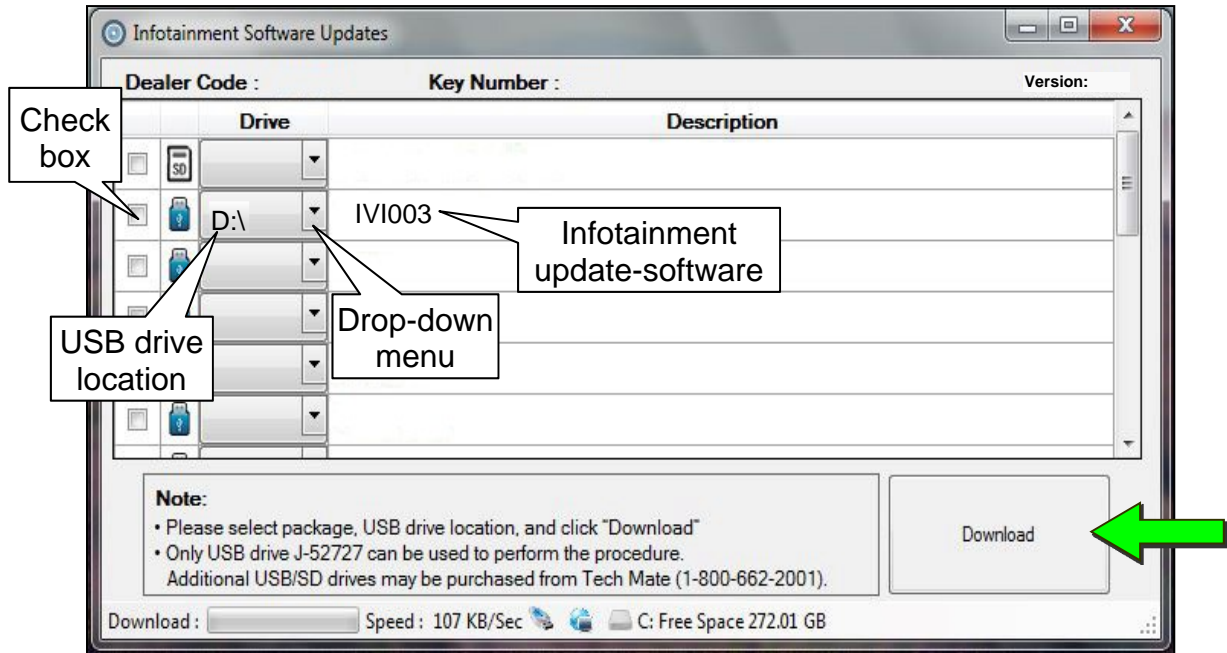 Infotainment Software Updates
Dealer Code :
Key Number :
Version:
Check
box
Drive
Description
SD
D:\
IVI003
Infotainment
update-software
USB drive
location
Drop-down
menu
Note:
• Please select package, USB drive location, and click "Download"
• Only USB drive J-52727 can be used to perform the procedure.
Additional USB/SD drives may be purchased from Tech Mate (1-800-662-2001).
Download
Download :
Speed : 107 KB/Sec
C: Free Space 272.01 GB